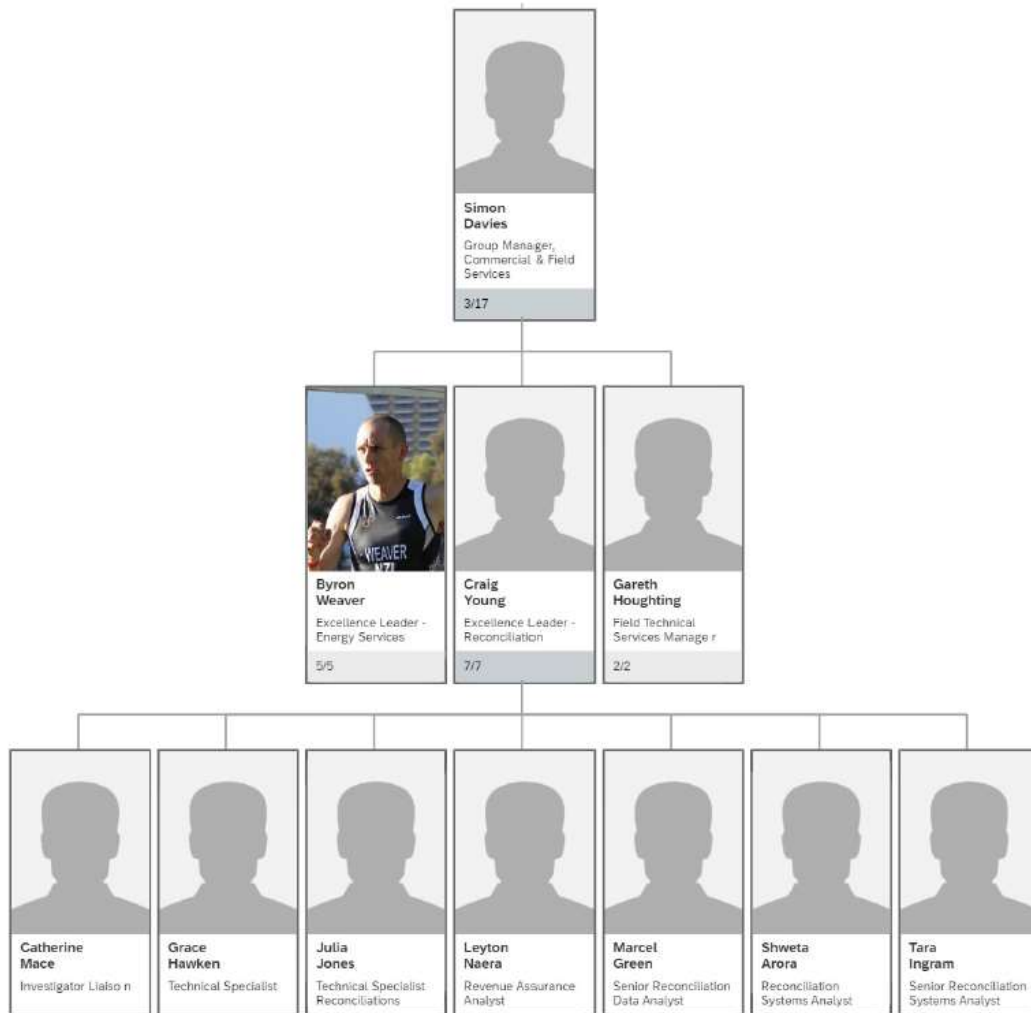 Simon
Davies
Group Manager,
Commercial & Field
Services
3/17
WEAVER
NZL
Byron
Weaver
Excellence Leader -
Energy Services
5/5
Craig
Young
Excellence Leader -
Reconciliation
7/7
Gareth
Houghting
Field Technical
Services Manage r
2/2
Catherine
Mace
Investigator Liaiso n
Grace
Hawken
Technical Specialist
Julia
Jones
Technical Specialist
Reconciliations
Leyton
Naera
Revenue Assurance
Analyst
Marcel
Green
Senior Reconciliation
Data Analyst
Shweta
Arora
Reconciliation
Systems Analyst
Tara
Ingram
Senior Reconciliation
Systems Analyst